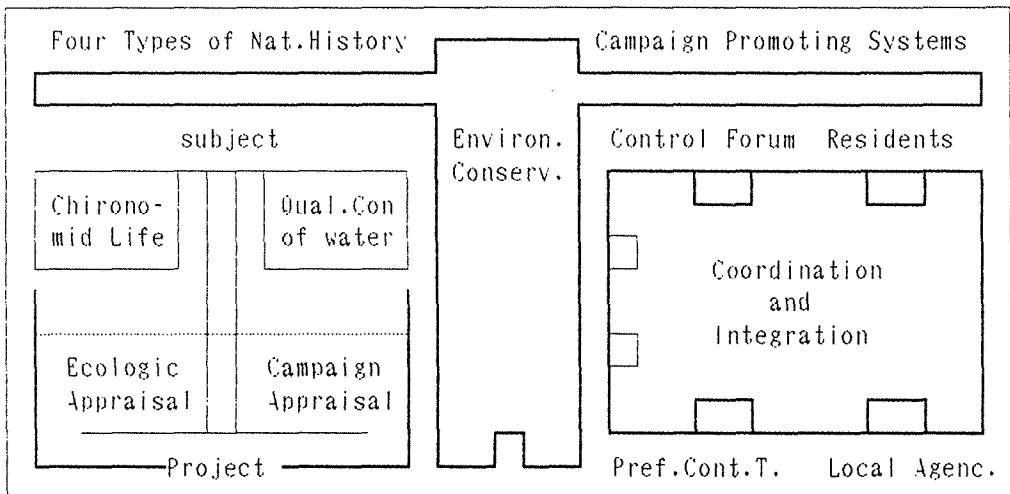 Four Types of Nat.History
Campaign Promoting Systems
subject
Environ.
Conserv.
Control Forum Residents
Chirono-
mid Life
Qual.Con
of water
Coordination
and
Integration
Ecologic
Appraisal
Campaign
Appraisal
Project
Pref.Cont.T. Local Agenc.